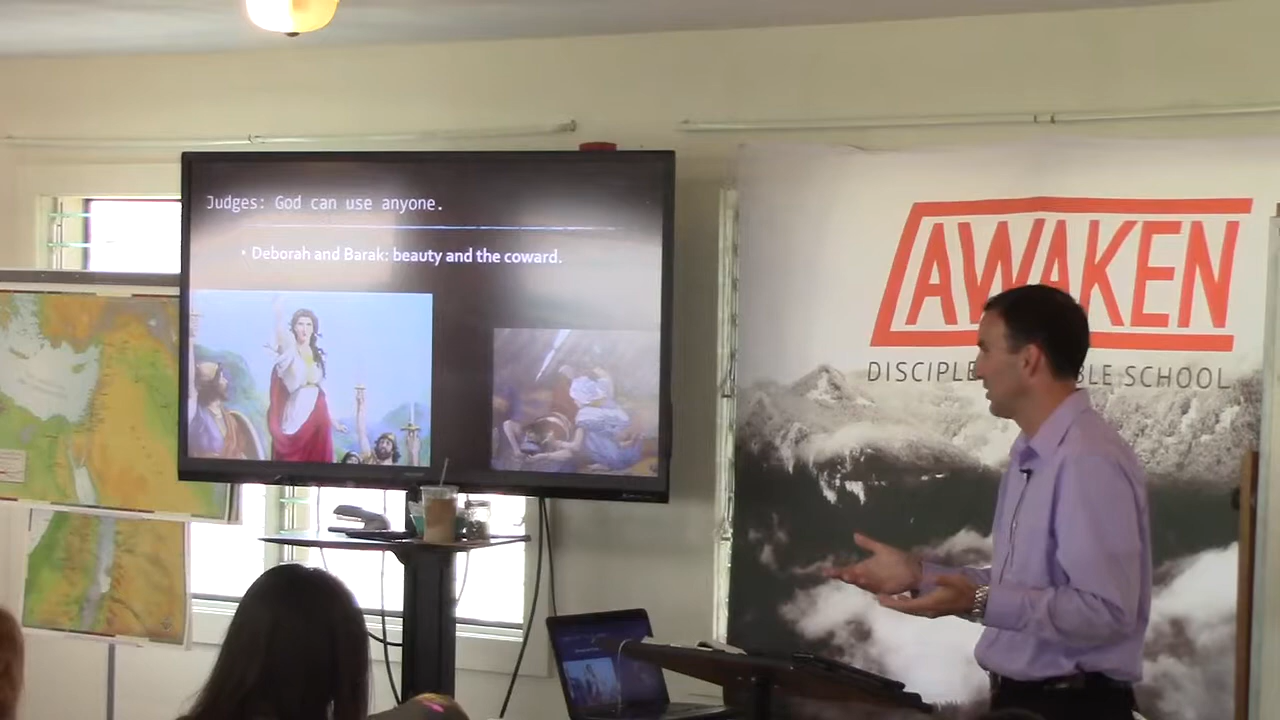 Judges: God can use anyone.
• Deborah and Barak: beauty and the coward.
AWAKEN
DISCIPLE BLE SCHOOL